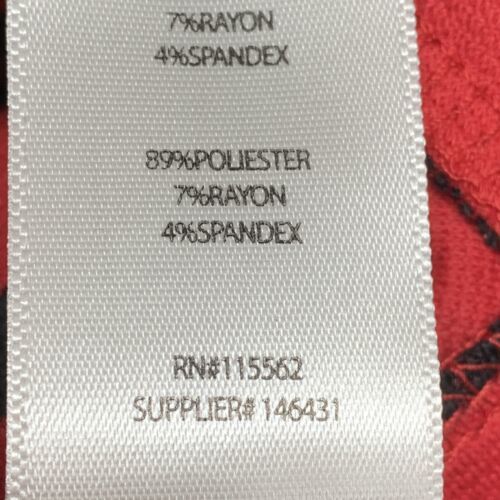 7%RAYON
4%SPANDEX
89%POLIESTER
7%RAYON
4%SPANDEX
RN#115562
SUPPLIER# 146431